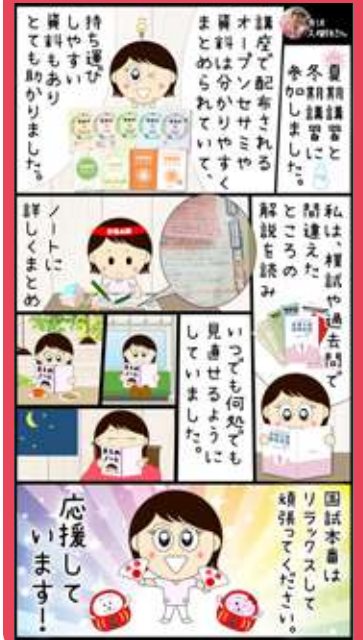 夏期講習と
冬期講習に
参加しました。
講座で配布される
オープンセサミや
資料は分かりやすく
まとめられていて、
持ち運び
しやすい
資料もあり
とても助かりました。
私は、模試や過去問で
間違えた
ところの
解説を読み
ノートに
詳しくまとめ
いつでも何処でも
見直せるように
していました。
国試本番は
リラックスして
頑張ってください。
応援して
います！